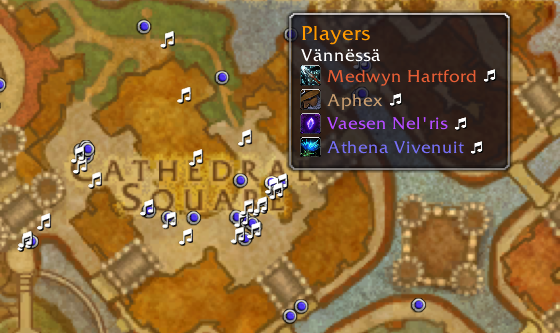 Players
Vännëssä
Medwyn Hartford
Aphex
Vaesen Nel'ris
Athena Vivenuit
CATHEDRAL
SQUARE